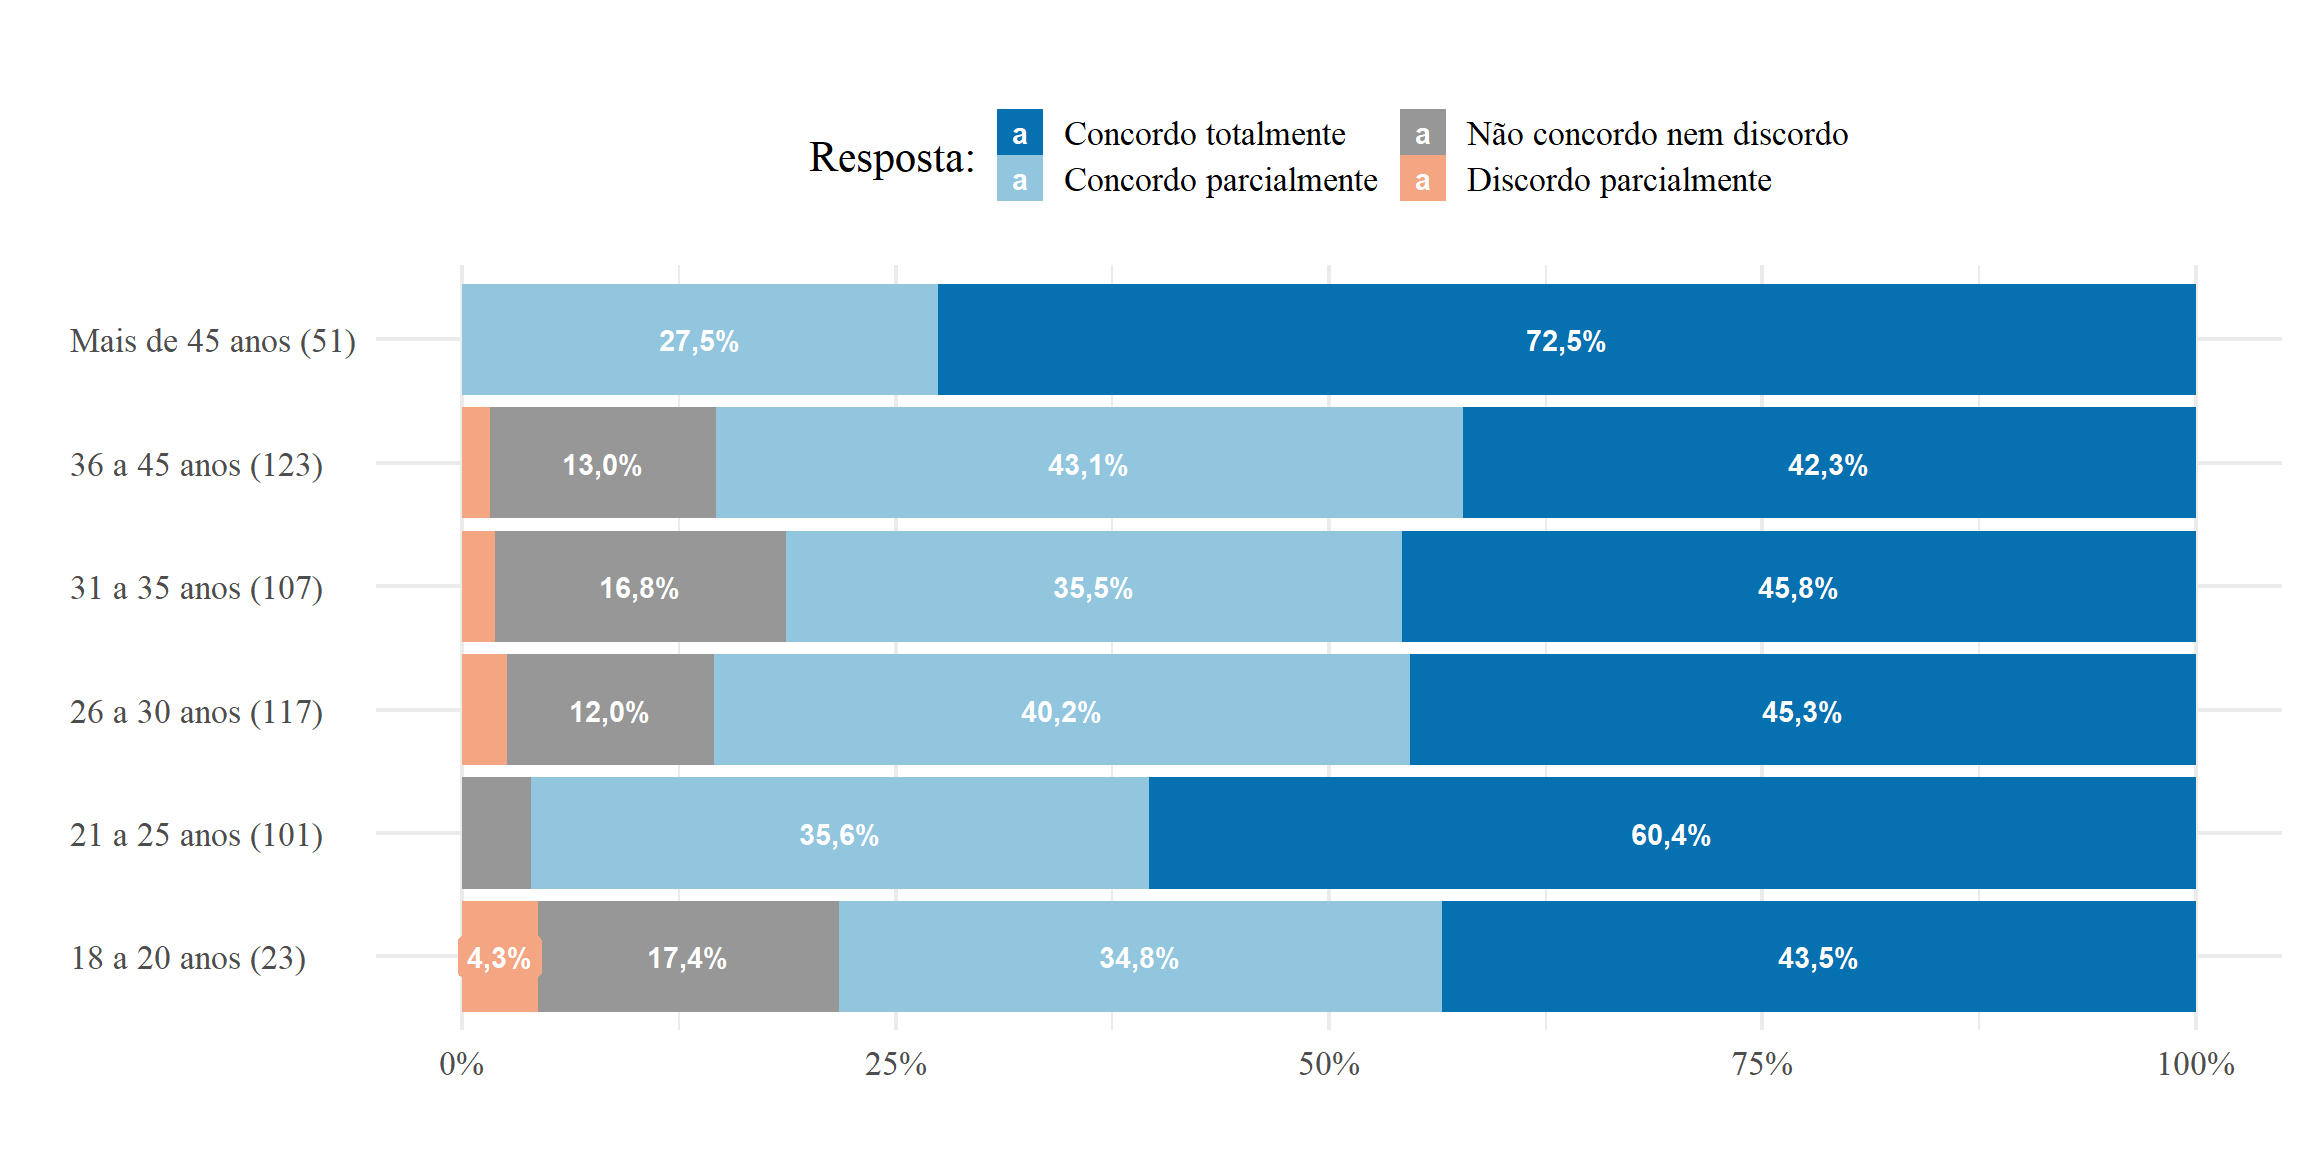 Resposta:
a Concordo totalmente
a Concordo parcialmente
a Não concordo nem discordo
a Discordo parcialmente
Mais de 45 anos (51) 27,5% 72,5%
36 a 45 anos (123) 13,0% 43,1% 42,3%
31 a 35 anos (107) 16,8% 35,5% 45,8%
26 a 30 anos (117) 12,0% 40,2% 45,3%
21 a 25 anos (101) 35,6% 60,4%
18 a 20 anos (23) 4,3% 17,4% 34,8% 43,5%
0% 25% 50% 75% 100%